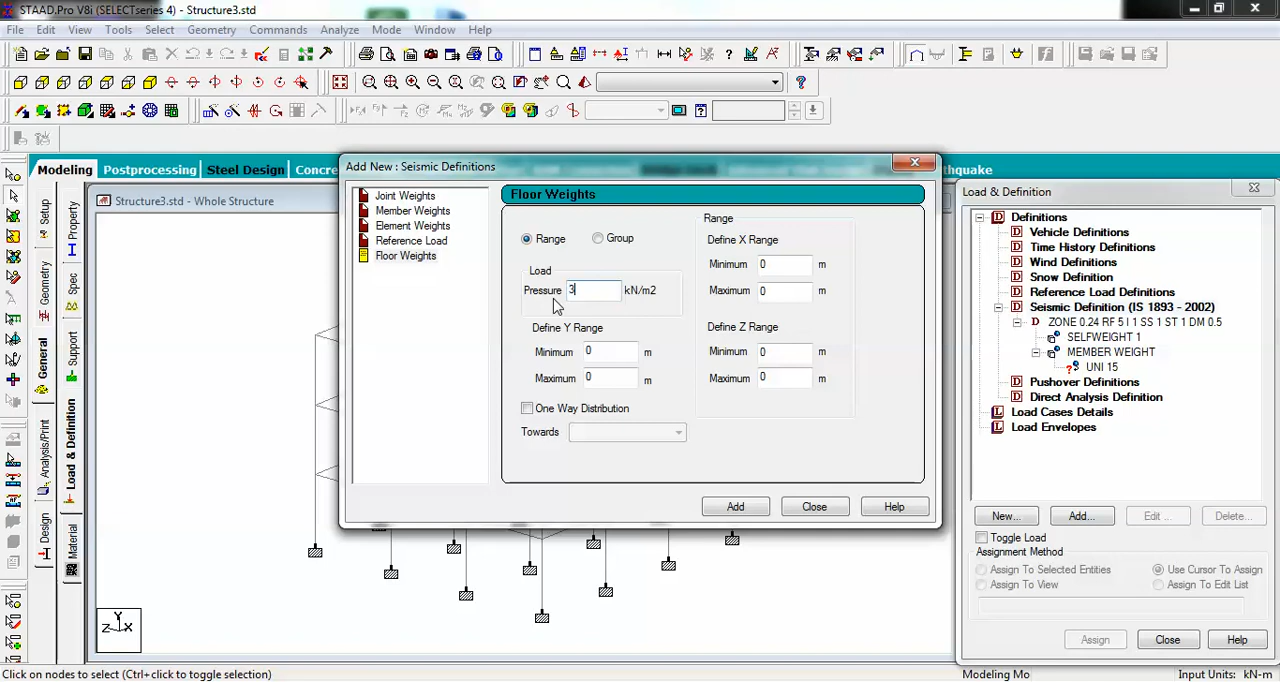 STAAD.Pro V8i (SELECTseries 4) - Structure3.std
File Edit View Tools Select Geometry Commands Analyze Mode Window Help
Modeling Postprocessing Steel Design Concre
thquake
Structure3.std - Whole Structure
Setup
Geometry
General
Analysis/Print
Design
Property
Spec
Support
Load & Definition
Material
Add New : Seismic Definitions
Joint Weights
Member Weights
Element Weights
Reference Load
Floor Weights
Floor Weights
Range Group
Load
Pressure 3 kN/m2
Define Y Range
Minimum 0 m
Maximum 0 m
One Way Distribution
Towards
Range
Define X Range
Minimum 0 m
Maximum 0 m
Define Z Range
Minimum 0 m
Maximum 0 m
Add Close Help
Load & Definition
Definitions
Vehicle Definitions
Time History Definitions
Wind Definitions
Snow Definition
Reference Load Definitions
Seismic Definition (IS 1893 - 2002)
ZONE 0.24 RF 5 I 1 SS 1 ST 1 DM 0.5
SELFWEIGHT 1
MEMBER WEIGHT
UNI 15
Pushover Definitions
Direct Analysis Definition
Load Cases Details
Load Envelopes
New... Add... Edit ... Delete...
Toggle Load
Assignment Method
Assign To Selected Entities
Use Cursor To Assign
Assign To View
Assign To Edit List
Assign Close Help
Y
Z X
Click on nodes to select (Ctrl+click to toggle selection)
Modeling Mo
Input Units: kN-m